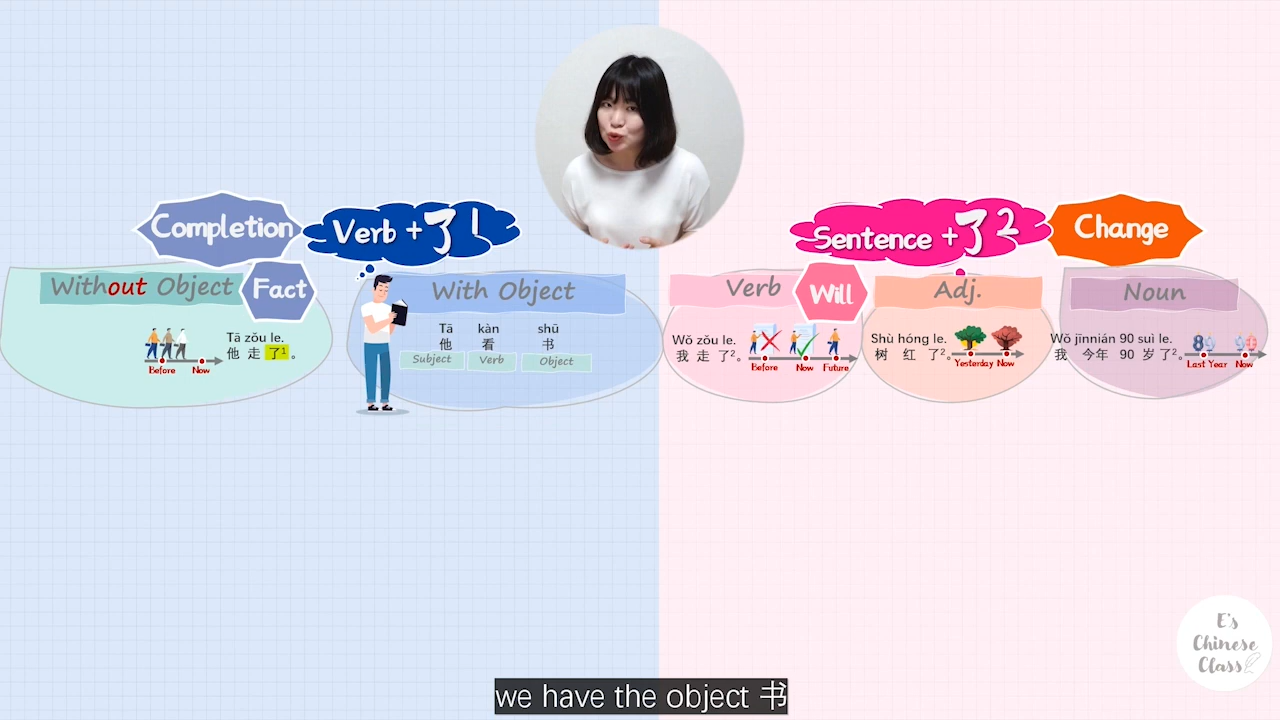 Completion
Verb + 了 1
Sentence + 了 2
Change
Without Object
Fact
With Object
Verb
Will
Adj.
Noun
Tā zǒu le.
他 走 了¹。
Before
Now
Tā kàn shū
他 看 书
Subject Verb Object
Wǒ zǒu le.
我 走 了²。
Before Now Future
Shù hóng le.
树 红 了²。
Yesterday Now
Wǒ jīnnián 90 suì le.
我 今年 90 岁 了²。
Last Year Now
E's
Chinese
Class
we have the object 书